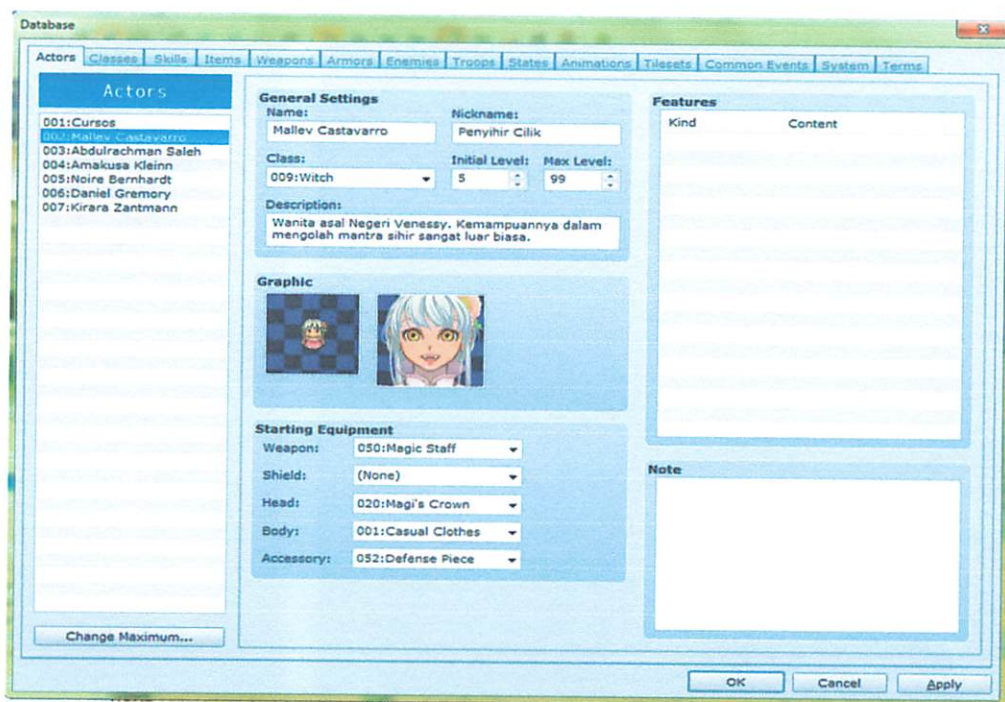 Database
Actors Classes Skills Items Weapons Armors Enemies Troops States Animations Tilesets Common Events System Terms
Actors
001:Cursos
002:Mallev Castavarro
003:Abdulrachman Saleh
004:Amakusa Kleinn
005:Noire Bernhardt
006:Daniel Gremory
007:Kirara Zantmann
Change Maximum...
General Settings
Name: Nickname:
Mallev Castavarro Penyihir Cilik
Class: Initial Level: Max Level:
009:Witch 5 99
Description:
Wanita asal Negeri Venessy. Kemampuannya dalam
mengolah mantra sihir sangat luar biasa.
Graphic
Starting Equipment
Weapon: 050:Magic Staff
Shield: (None)
Head: 020:Magi's Crown
Body: 001:Casual Clothes
Accessory: 052:Defense Piece
Features
Kind Content
Note
OK Cancel Apply